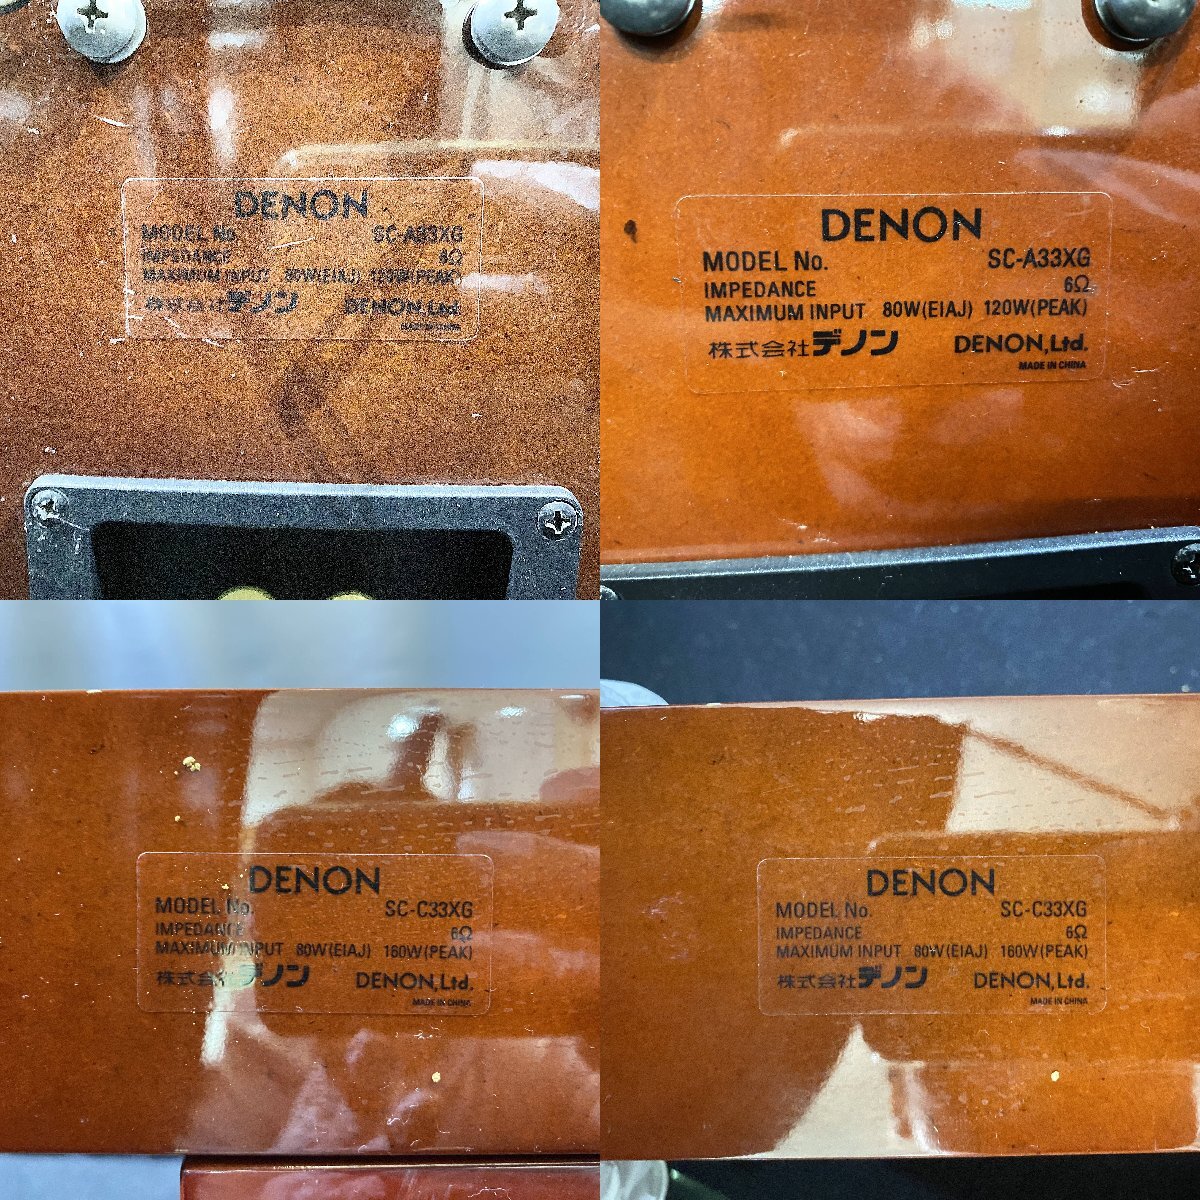 DENON
MODEL No. SC-A33XG
IMPEDANCE 6Ω
MAXIMUM INPUT 80W(EIAJ) 120W(PEAK)
株式会社デノン DENON,Ltd.
MADE IN CHINA
DENON
MODEL No. SC-A33XG
IMPEDANCE 6Ω
MAXIMUM INPUT 80W(EIAJ) 120W(PEAK)
株式会社デノン DENON,Ltd.
MADE IN CHINA
DENON
MODEL No. SC-C33XG
IMPEDANCE 6Ω
MAXIMUM INPUT 80W(EIAJ) 160W(PEAK)
株式会社デノン DENON,Ltd.
MADE IN CHINA
DENON
MODEL No. SC-C33XG
IMPEDANCE 6Ω
MAXIMUM INPUT 80W(EIAJ) 160W(PEAK)
株式会社デノン DENON,Ltd.
MADE IN CHINA